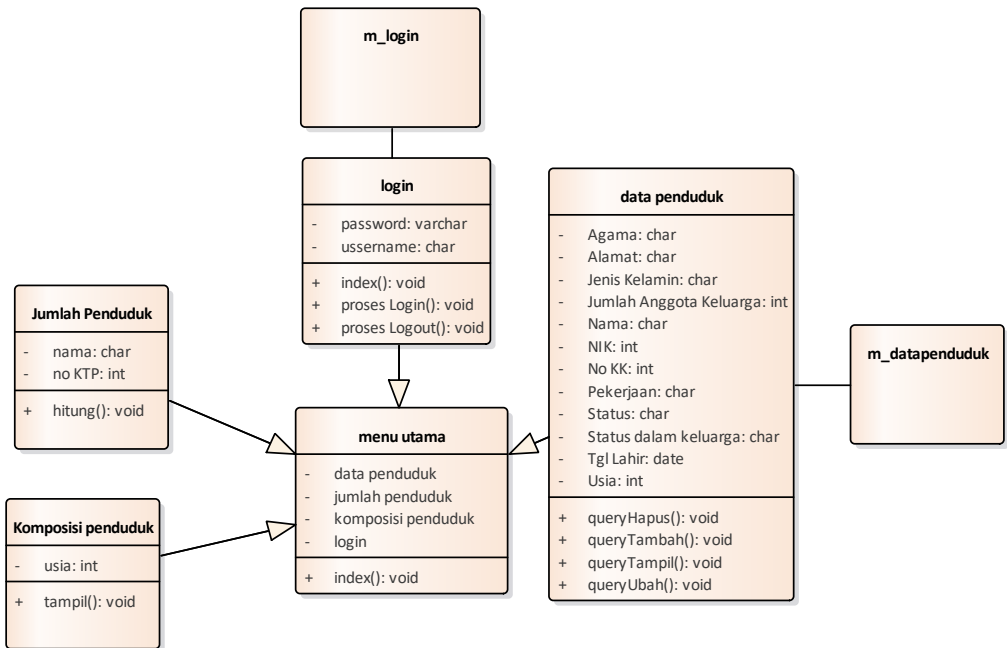 m_login
login
- password: varchar
- ussername: char
+ index(): void
+ proses Login(): void
+ proses Logout(): void
data penduduk
- Agama: char
- Alamat: char
- Jenis Kelamin: char
- Jumlah Anggota Keluarga: int
- Nama: char
- NIK: int
- No KK: int
- Pekerjaan: char
- Status: char
- Status dalam keluarga: char
- Tgl Lahir: date
- Usia: int
+ queryHapus(): void
+ queryTambah(): void
+ queryTampil(): void
+ queryUbah(): void
Jumlah Penduduk
- nama: char
- no KTP: int
+ hitung(): void
m_datapenduduk
menu utama
- data penduduk
- jumlah penduduk
- komposisi penduduk
- login
+ index(): void
Komposisi penduduk
- usia: int
+ tampil(): void